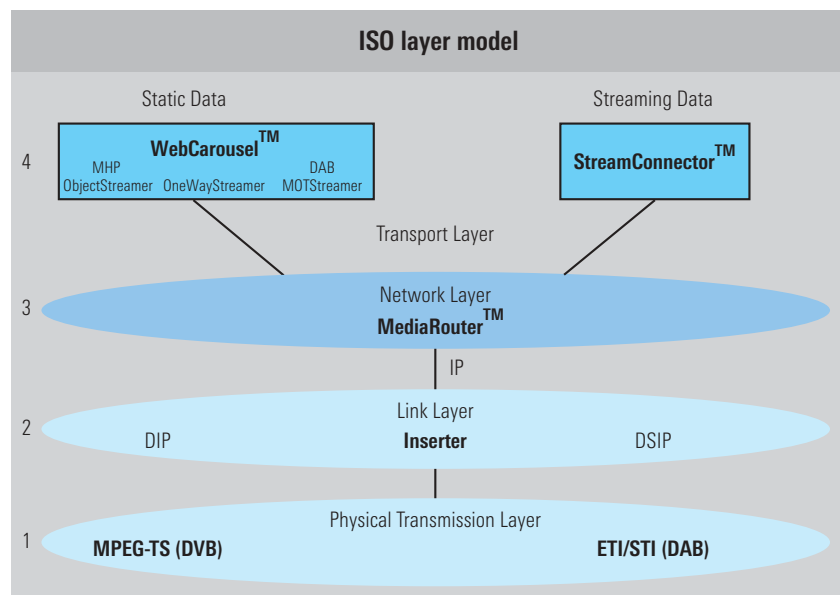 ISO layer model
Static Data
Streaming Data
4
WebCarousel™
MHP
ObjectStreamer
OneWayStreamer
DAB
MOTStreamer
StreamConnector™
Transport Layer
3
Network Layer
MediaRouter™
IP
2
Link Layer
DIP
Inserter
DSIP
1
Physical Transmission Layer
MPEG-TS (DVB)
ETI/STI (DAB)